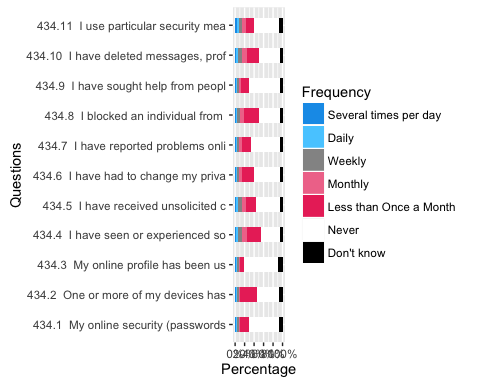 434.11 I use particular security mea
434.10 I have deleted messages, prof
434.9 I have sought help from peopl
434.8 I blocked an individual from
434.7 I have reported problems onli
434.6 I have had to change my priva
434.5 I have received unsolicited c
434.4 I have seen or experienced so
434.3 My online profile has been us
434.2 One or more of my devices has
434.1 My online security (passwords
Questions
Percentage
Frequency
Several times per day
Daily
Weekly
Monthly
Less than Once a Month
Never
Don't know